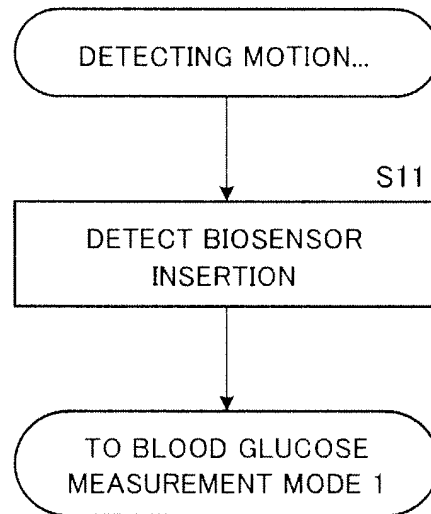 DETECTING MOTION...
S11
DETECT BIOSENSOR
INSERTION
TO BLOOD GLUCOSE
MEASUREMENT MODE 1